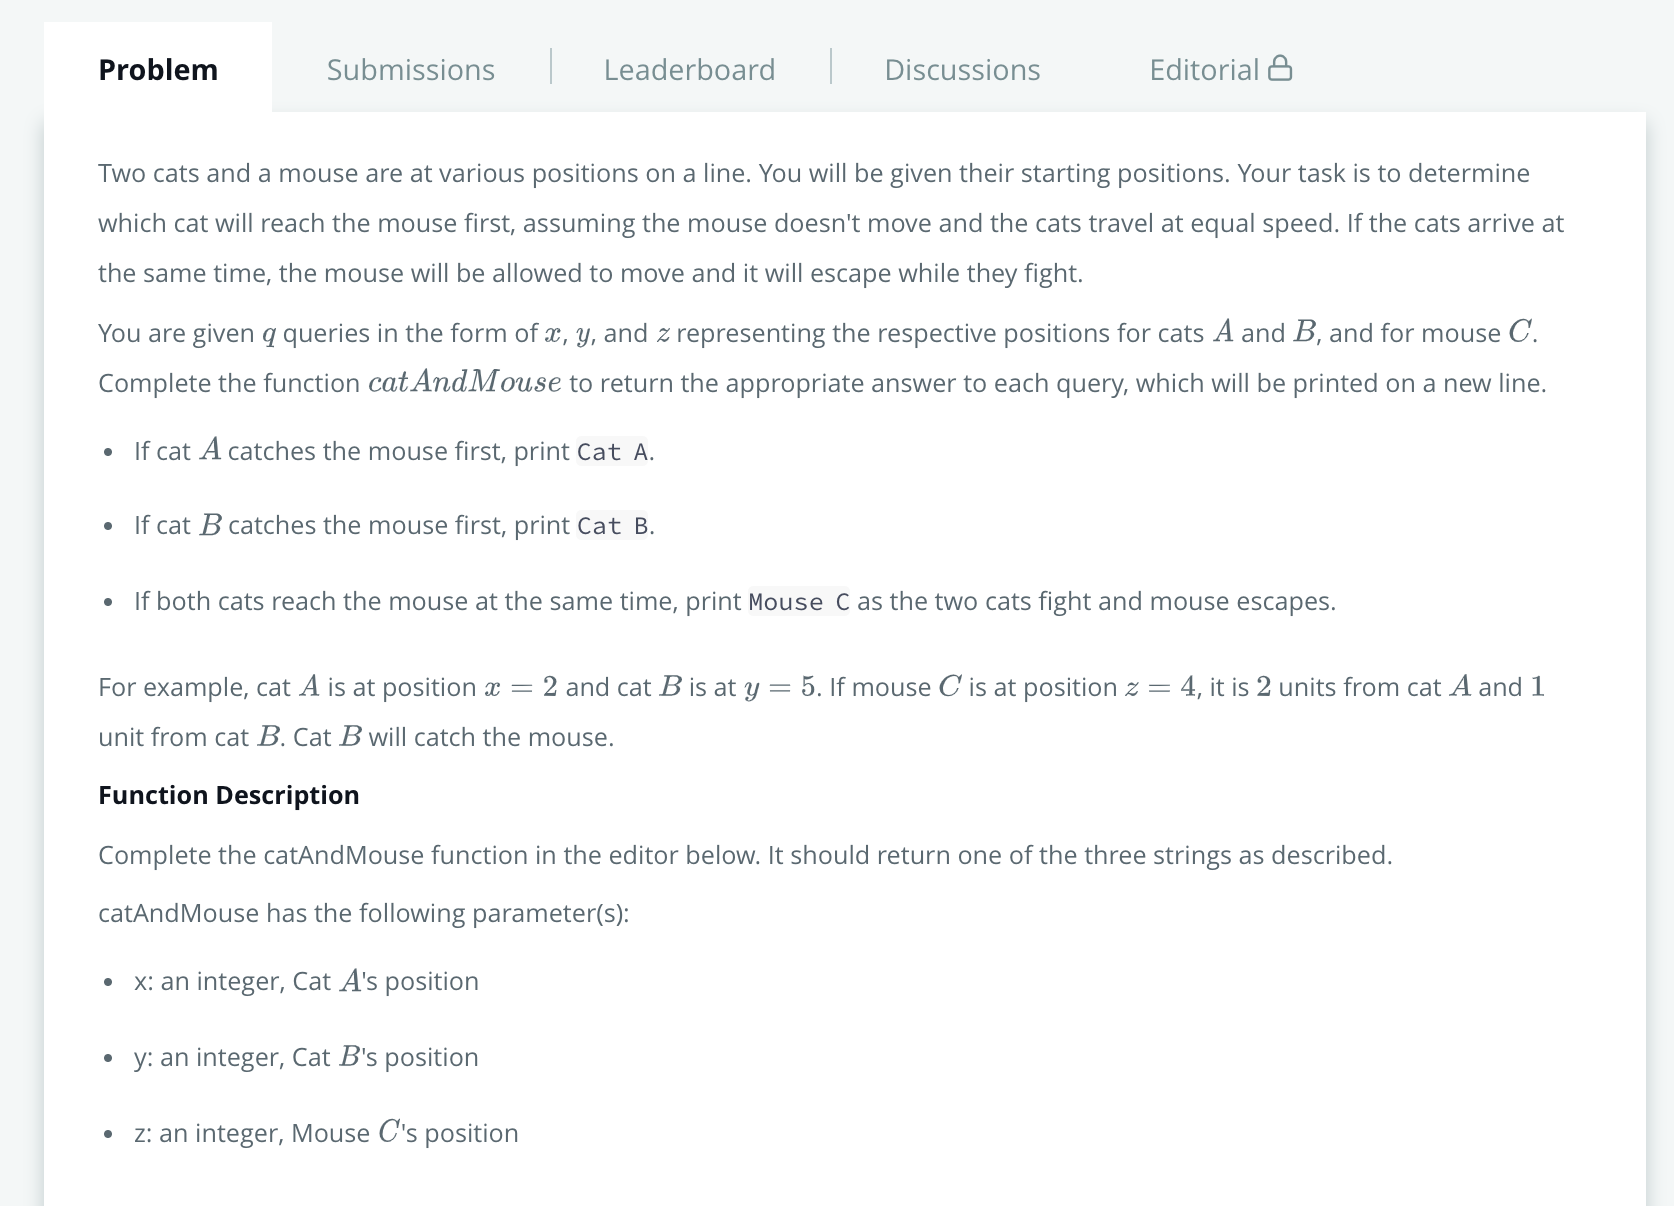 Problem
Submissions
Leaderboard
Discussions
Editorial
Two cats and a mouse are at various positions on a line. You will be given their starting positions. Your task is to determine
which cat will reach the mouse first, assuming the mouse doesn't move and the cats travel at equal speed. If the cats arrive at
the same time, the mouse will be allowed to move and it will escape while they fight.
You are given q queries in the form of x, y, and z representing the respective positions for cats A and B, and for mouse C.
Complete the function catAndMouse to return the appropriate answer to each query, which will be printed on a new line.
• If cat A catches the mouse first, print Cat A.
• If cat B catches the mouse first, print Cat B.
• If both cats reach the mouse at the same time, print Mouse C as the two cats fight and mouse escapes.
For example, cat A is at position x = 2 and cat B is at y = 5. If mouse C is at position z = 4, it is 2 units from cat A and 1
unit from cat B. Cat B will catch the mouse.
Function Description
Complete the catAndMouse function in the editor below. It should return one of the three strings as described.
catAndMouse has the following parameter(s):
• x: an integer, Cat A's position
• y: an integer, Cat B's position
• z: an integer, Mouse C's position